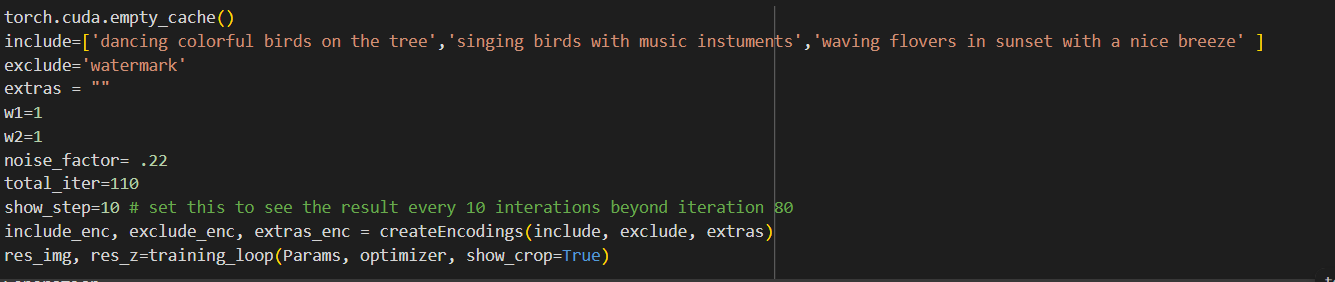 torch.cuda.empty_cache()
include=['dancing colorful birds on the tree','singing birds with music instuments','waving flovers in sunset with a nice breeze' ]
exclude='watermark'
extras = ""
w1=1
w2=1
noise_factor= .22
total_iter=110
show_step=10 # set this to see the result every 10 interations beyond iteration 80
include_enc, exclude_enc, extras_enc = createEncodings(include, exclude, extras)
res_img, res_z=training_loop(Params, optimizer, show_crop=True)